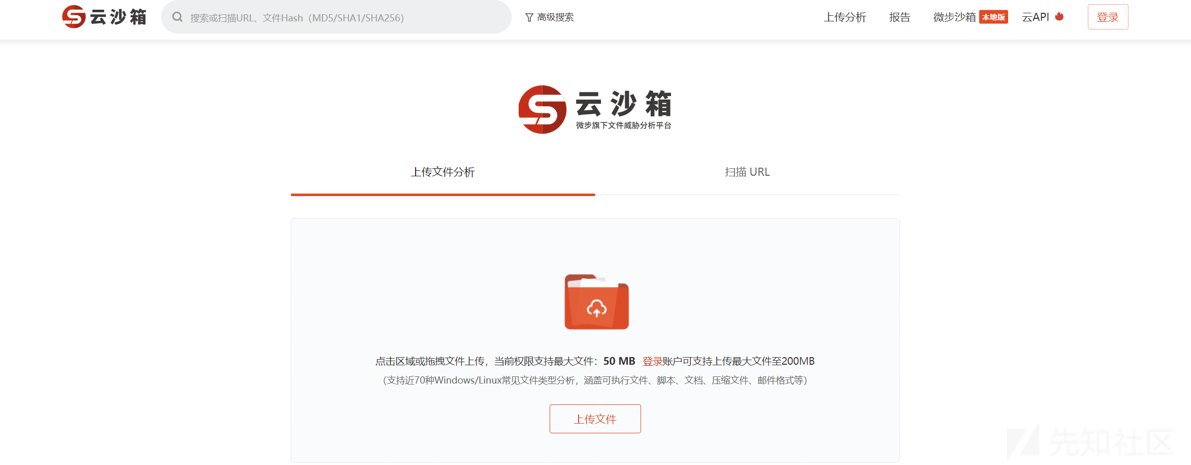 云沙箱
搜索或扫描URL、文件Hash（MD5/SHA1/SHA256）
高级搜索
上传分析
报告
微步沙箱 本地版
云API
登录
云沙箱
微步旗下文件威胁分析平台
上传文件分析
扫描 URL
点击区域或拖拽文件上传，当前权限支持最大文件：50 MB 登录账户可支持上传最大文件至200MB
（支持近70种Windows/Linux常见文件类型分析，涵盖可执行文件、脚本、文档、压缩文件、邮件格式等）
上传文件
先知社区